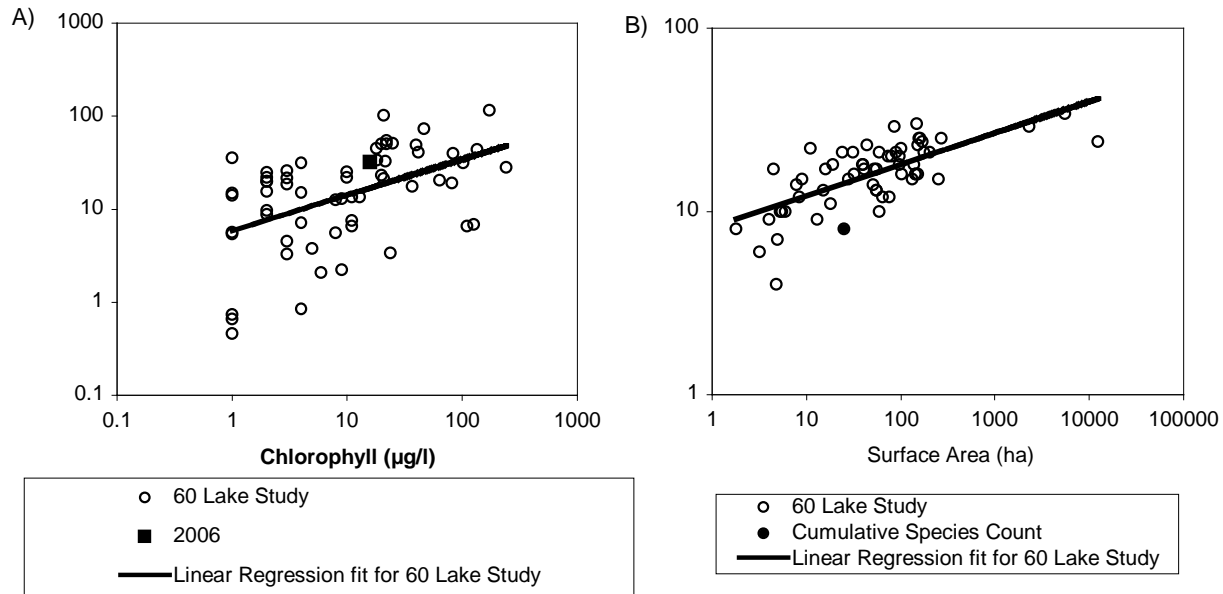 A)
1000
100
10
1
0.1
0.1 1 10 100 1000
Chlorophyll (µg/l)
60 Lake Study
2006
Linear Regression fit for 60 Lake Study
B)
100
10
1
1 10 100 1000 10000 100000
Surface Area (ha)
60 Lake Study
Cumulative Species Count
Linear Regression fit for 60 Lake Study